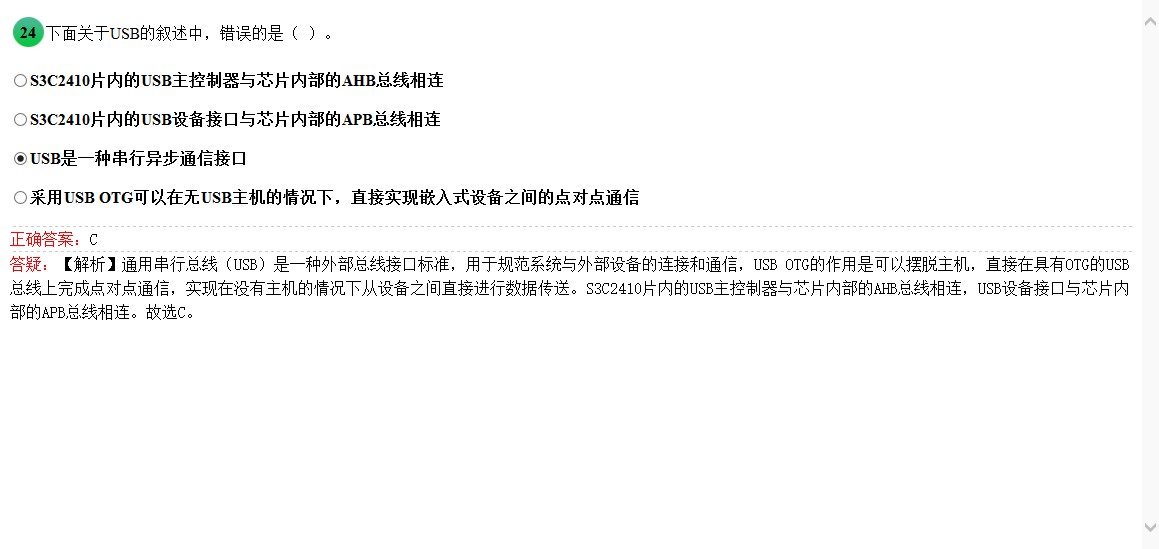 24 下面关于USB的叙述中，错误的是（ ）。
S3C2410片内的USB主控制器与芯片内部的AHB总线相连
S3C2410片内的USB设备接口与芯片内部的APB总线相连
USB是一种串行异步通信接口
采用USB OTG可以在无USB主机的情况下，直接实现嵌入式设备之间的点对点通信
正确答案：C
答疑：【解析】通用串行总线（USB）是一种外部总线接口标准，用于规范系统与外部设备的连接和通信，USB OTG的作用是可以摆脱主机，直接在具有OTG的USB
总线上完成点对点通信，实现在没有主机的情况下从设备之间直接进行数据传送。S3C2410片内的USB主控制器与芯片内部的AHB总线相连，USB设备接口与芯片内
部的APB总线相连。故选C。